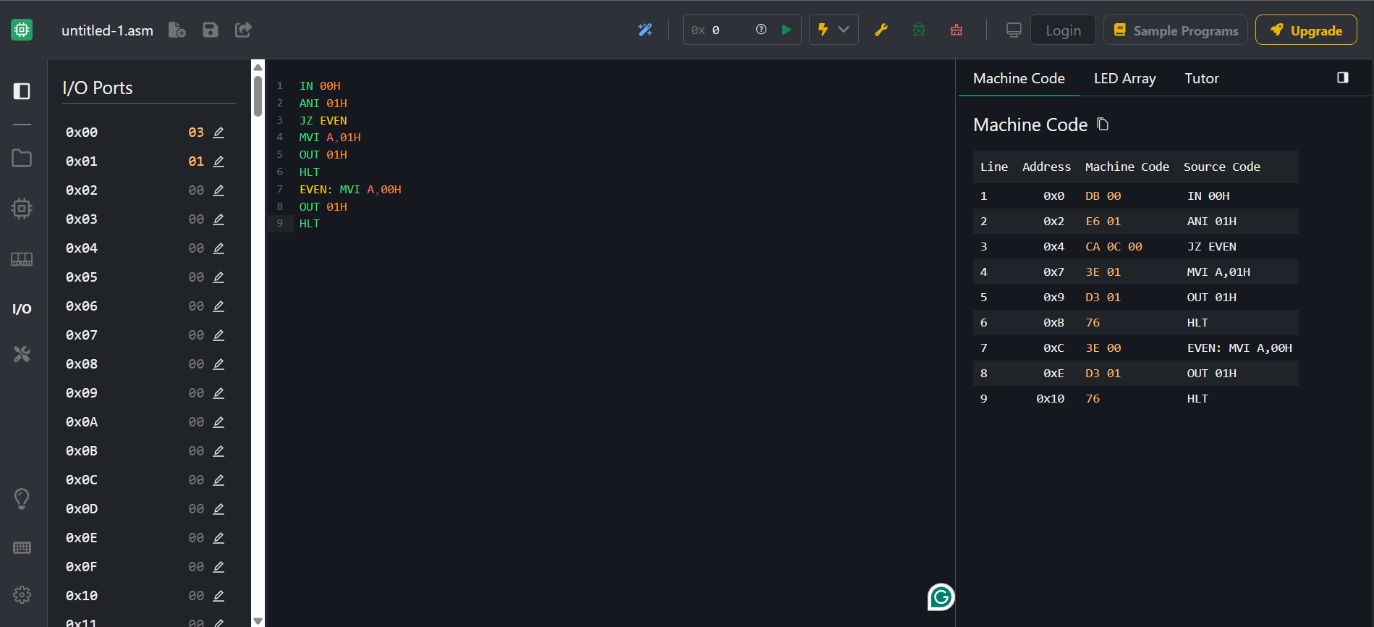 untitled-1.asm 0x 0 Login Sample Programs Upgrade
I/O Ports
0x00 03
0x01 01
0x02 00
0x03 00
0x04 00
0x05 00
0x06 00
0x07 00
0x08 00
0x09 00
0x0A 00
0x0B 00
0x0C 00
0x0D 00
0x0E 00
0x0F 00
0x10 00
0x11 00
I/O
1 IN 00H
2 ANI 01H
3 JZ EVEN
4 MVI A,01H
5 OUT 01H
6 HLT
7 EVEN: MVI A,00H
8 OUT 01H
9 HLT
Machine Code LED Array Tutor
Machine Code
Line Address Machine Code Source Code
1 0x0 DB 00 IN 00H
2 0x2 E6 01 ANI 01H
3 0x4 CA 0C 00 JZ EVEN
4 0x7 3E 01 MVI A,01H
5 0x9 D3 01 OUT 01H
6 0xB 76 HLT
7 0xC 3E 00 EVEN: MVI A,00H
8 0xE D3 01 OUT 01H
9 0x10 76 HLT